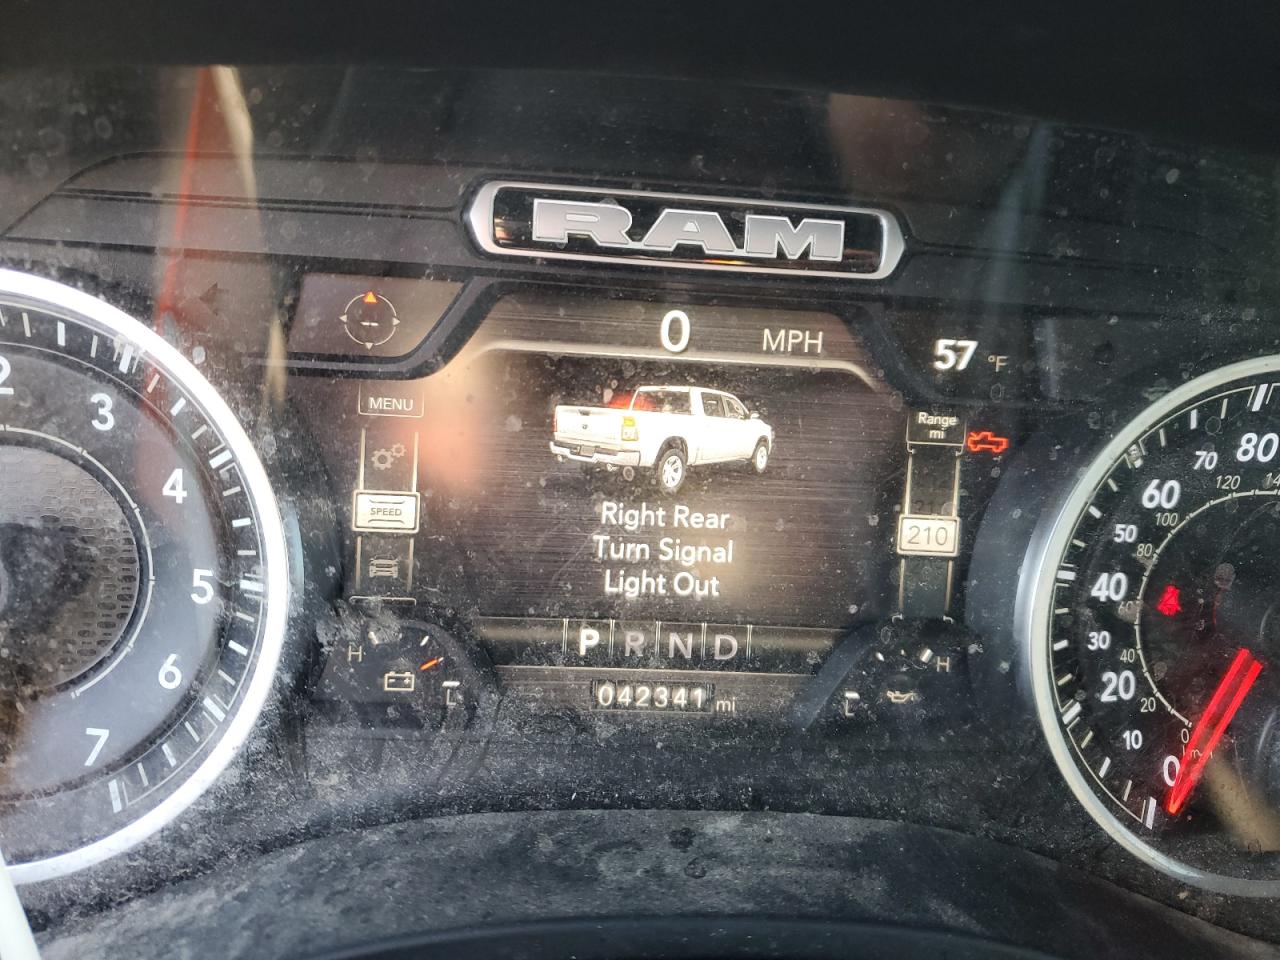 RAM
0 MPH
57 °F
MENU
Range
mi
SPEED
210
Right Rear
Turn Signal
Light Out
P R N D
042341 mi
H
L
H
L
2
3
4
5
6
7
80
70
60
50
40
30
20
10
0
120
100
80
60
40
20
0